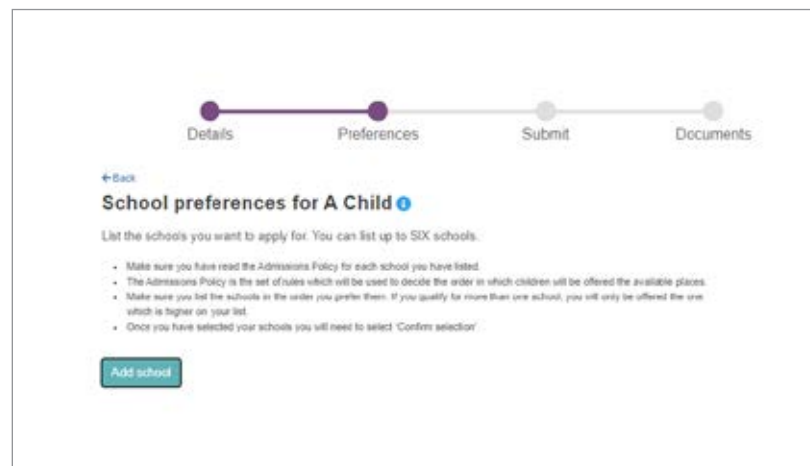 Details Preferences Submit Documents
←Back
School preferences for A Child
List the schools you want to apply for. You can list up to SIX schools.
• Make sure you have read the Admissions Policy for each school you have listed.
• The Admissions Policy is the set of rules which will be used to decide the order in which children will be offered the available places.
• Make sure you list the schools in the order you prefer them. If you qualify for more than one school, you will only be offered the one
which is higher on your list.
• Once you have selected your schools you will need to select 'Confirm selection'
Add school